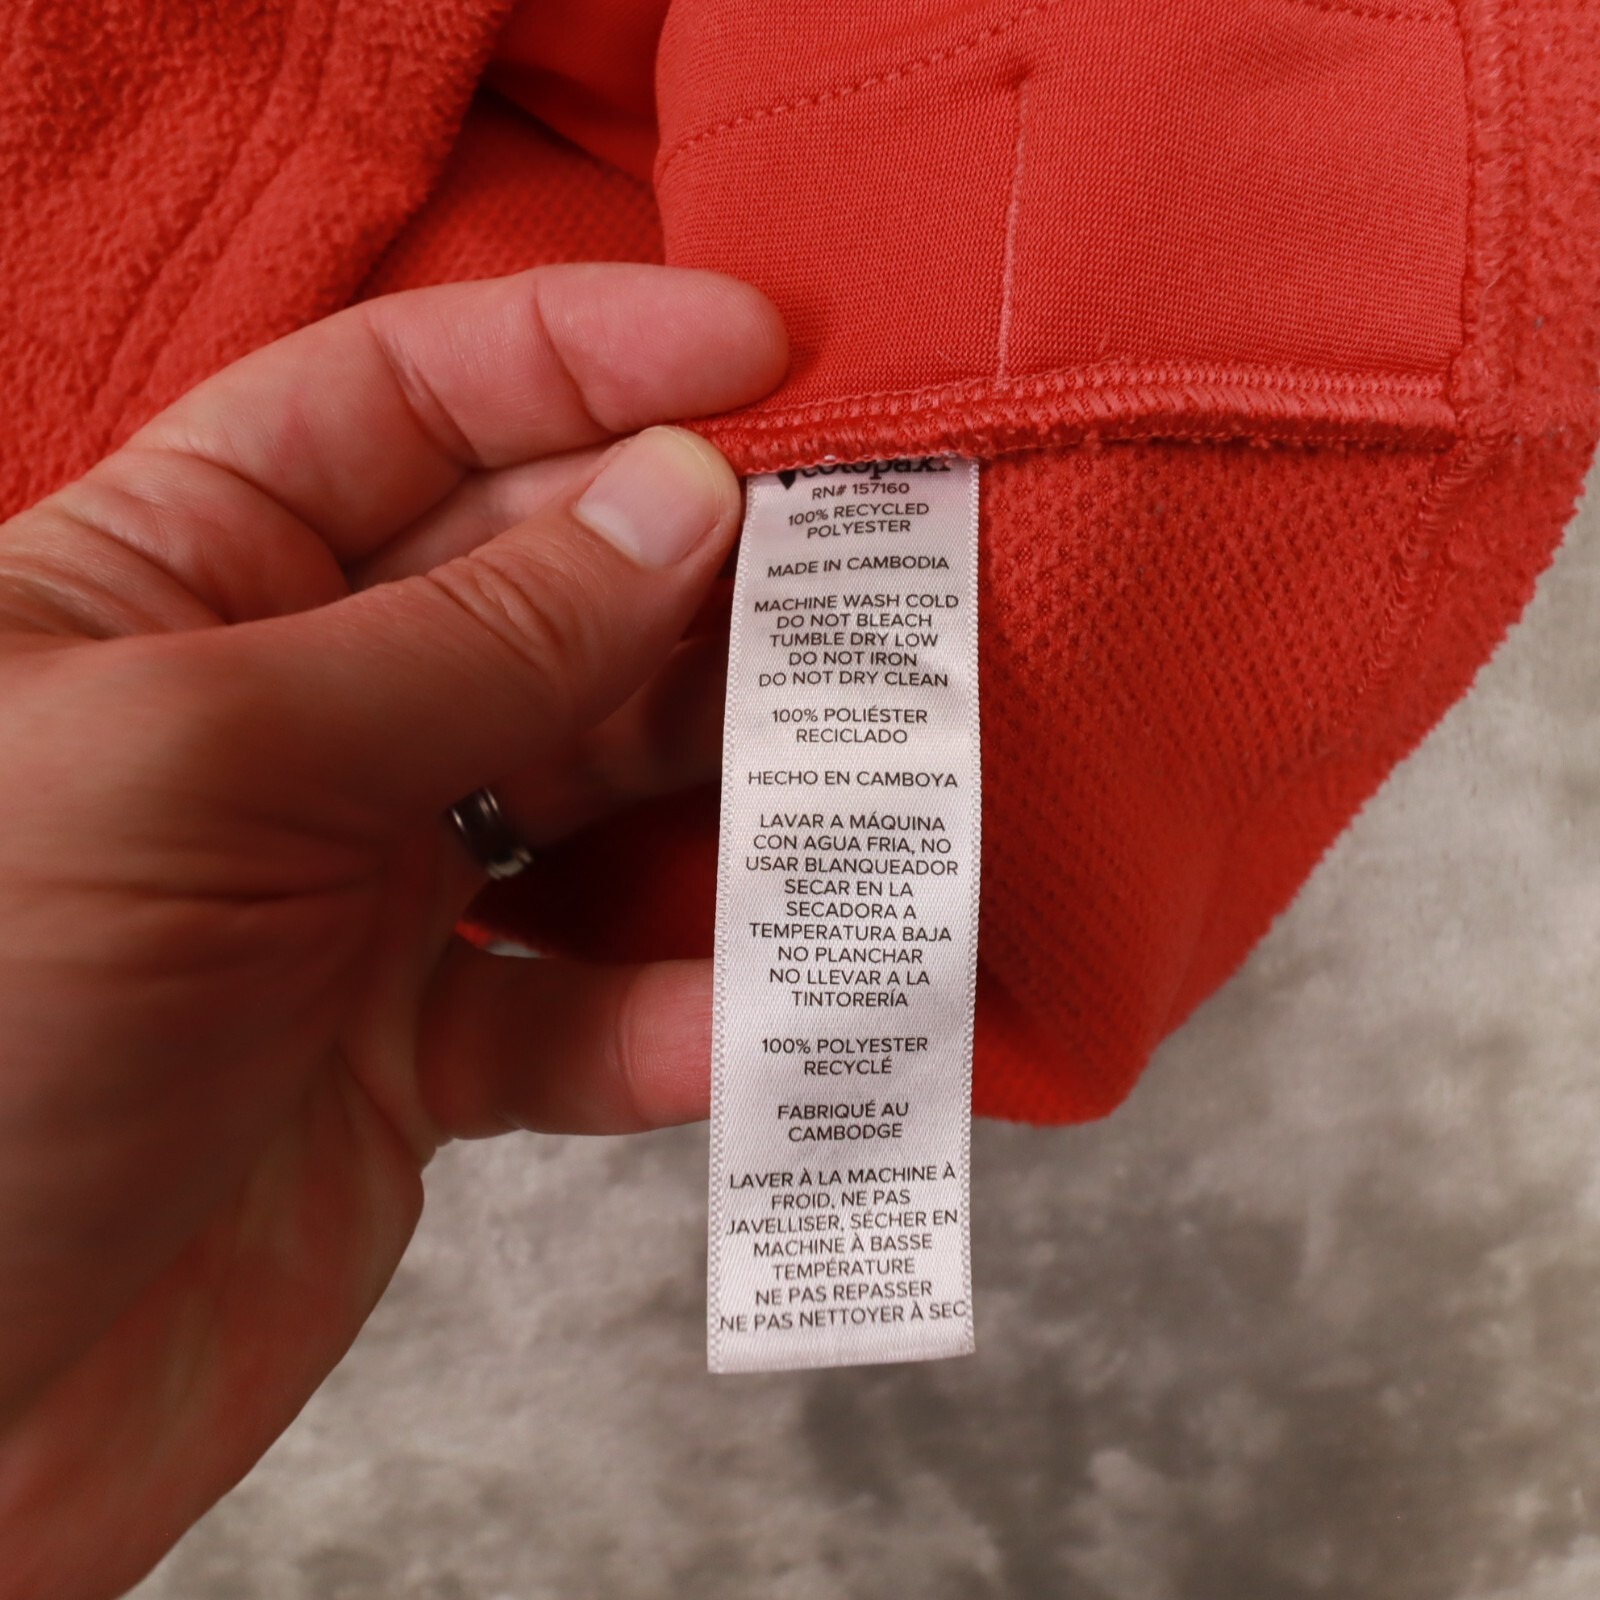 cotopaxi
RN# 157160
100% RECYCLED
POLYESTER
MADE IN CAMBODIA
MACHINE WASH COLD
DO NOT BLEACH
TUMBLE DRY LOW
DO NOT IRON
DO NOT DRY CLEAN
100% POLIÉSTER
RECICLADO
HECHO EN CAMBOYA
LAVAR A MÁQUINA
CON AGUA FRIA, NO
USAR BLANQUEADOR
SECAR EN LA
SECADORA A
TEMPERATURA BAJA
NO PLANCHAR
NO LLEVAR A LA
TINTORERÍA
100% POLYESTER
RECYCLÉ
FABRIQUÉ AU
CAMBODGE
LAVER À LA MACHINE À
FROID, NE PAS
JAVELLISER, SÉCHER EN
MACHINE À BASSE
TEMPÉRATURE
NE PAS REPASSER
NE PAS NETTOYER À SEC